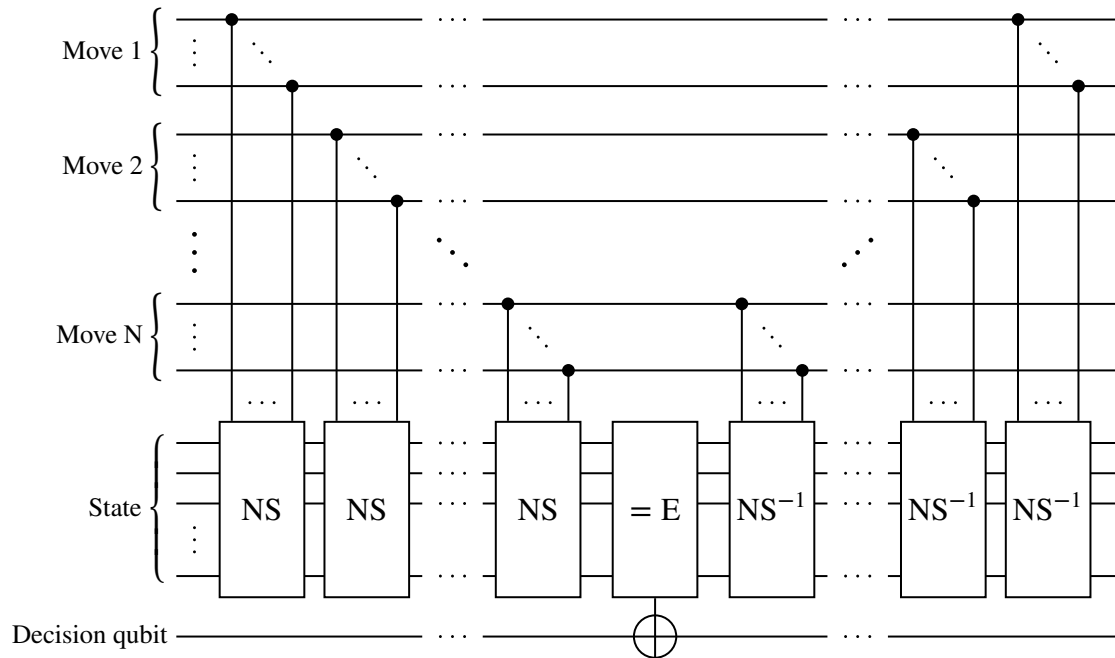 Move 1
Move 2
Move N
State
NS NS NS = E NS⁻¹ NS⁻¹ NS⁻¹
Decision qubit